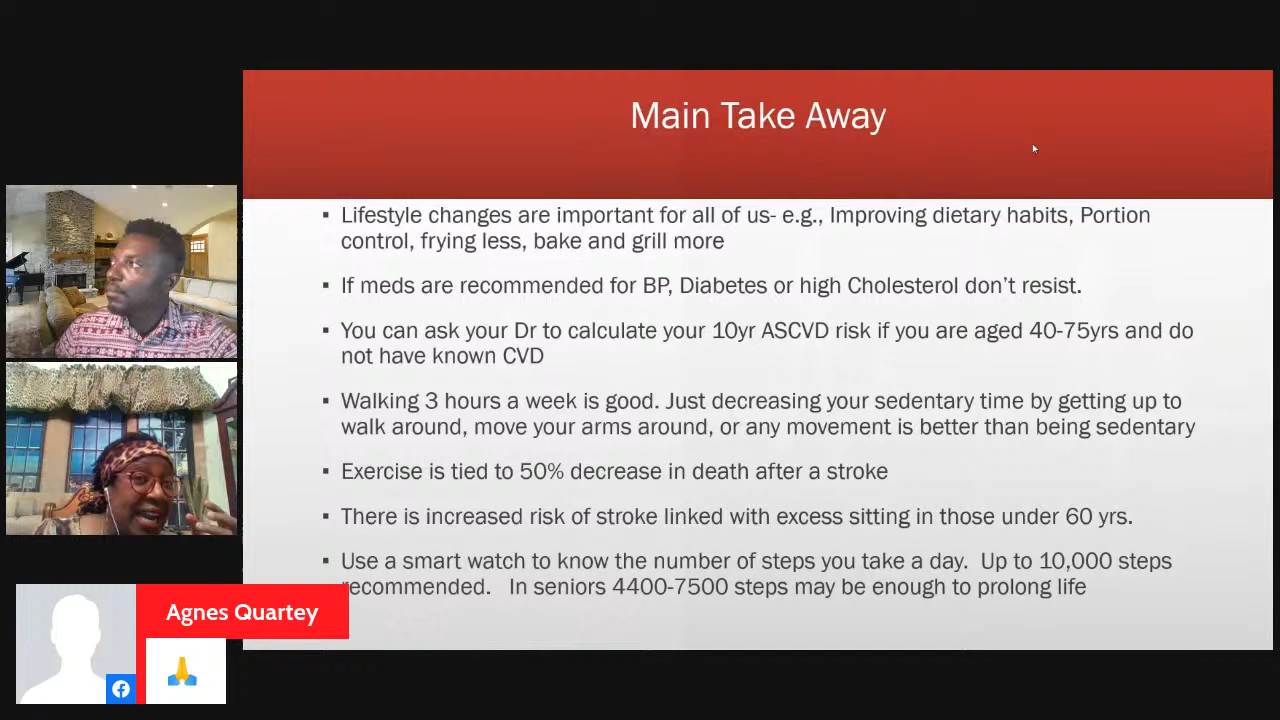 Main Take Away
▪ Lifestyle changes are important for all of us- e.g., Improving dietary habits, Portion
control, frying less, bake and grill more
▪ If meds are recommended for BP, Diabetes or high Cholesterol don’t resist.
▪ You can ask your Dr to calculate your 10yr ASCVD risk if you are aged 40-75yrs and do
not have known CVD
▪ Walking 3 hours a week is good. Just decreasing your sedentary time by getting up to
walk around, move your arms around, or any movement is better than being sedentary
▪ Exercise is tied to 50% decrease in death after a stroke
▪ There is increased risk of stroke linked with excess sitting in those under 60 yrs.
▪ Use a smart watch to know the number of steps you take a day.  Up to 10,000 steps
recommended.   In seniors 4400-7500 steps may be enough to prolong life
Agnes Quartey
🙏